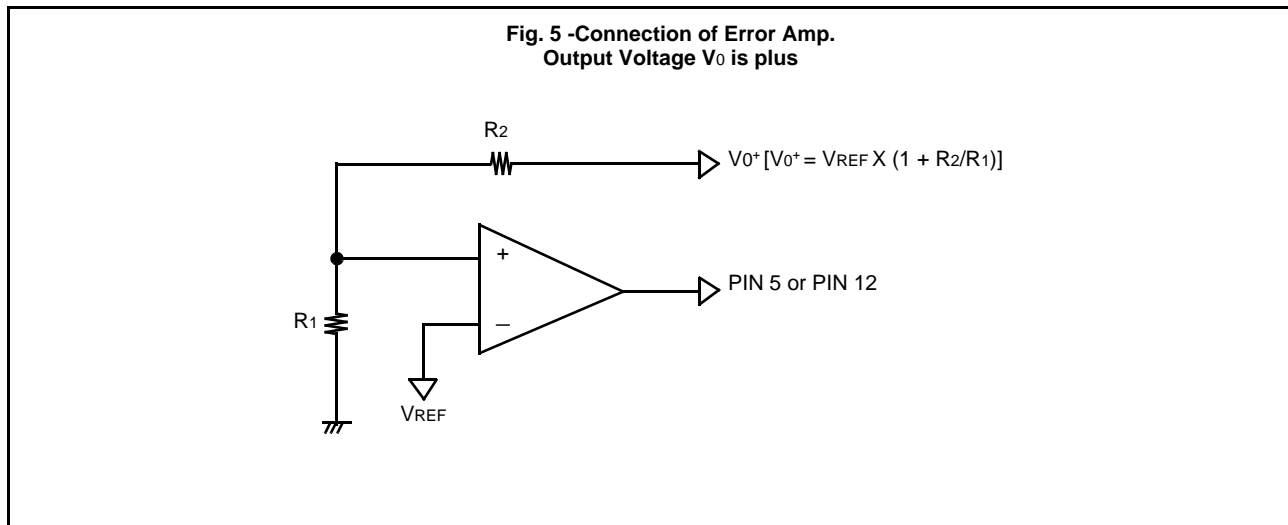 Fig. 5 -Connection of Error Amp.
Output Voltage V0 is plus
R2
V0+ [V0+ = VREF X (1 + R2/R1)]
+
PIN 5 or PIN 12
R1
–
VREF